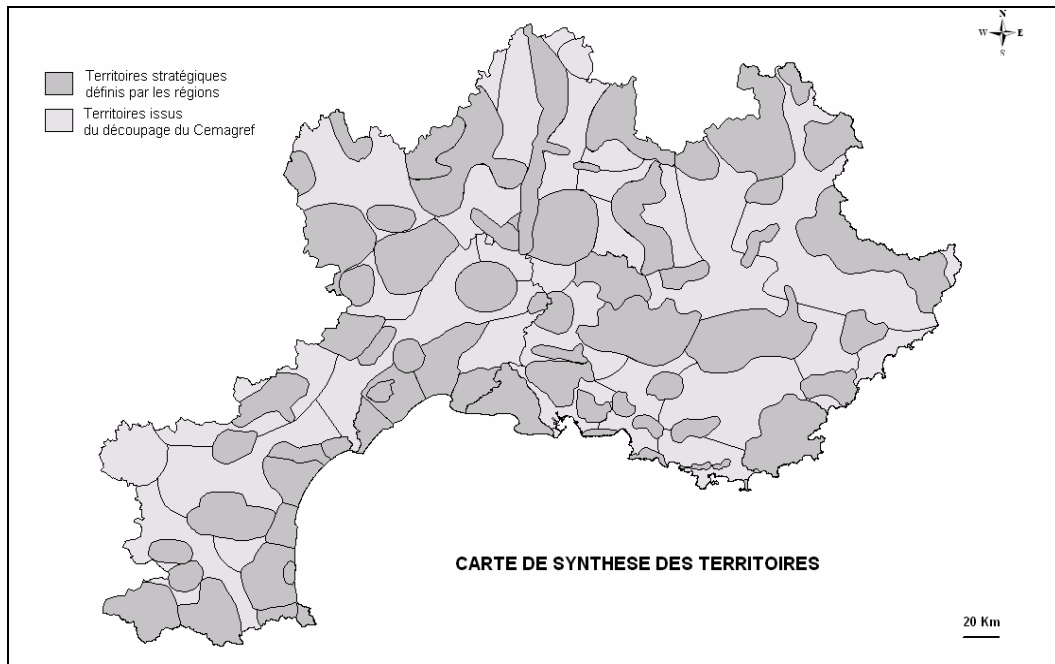 N
W E
S
Territoires stratégiques
définis par les régions
Territoires issus
du découpage du Cemagref
CARTE DE SYNTHESE DES TERRITOIRES
20 Km